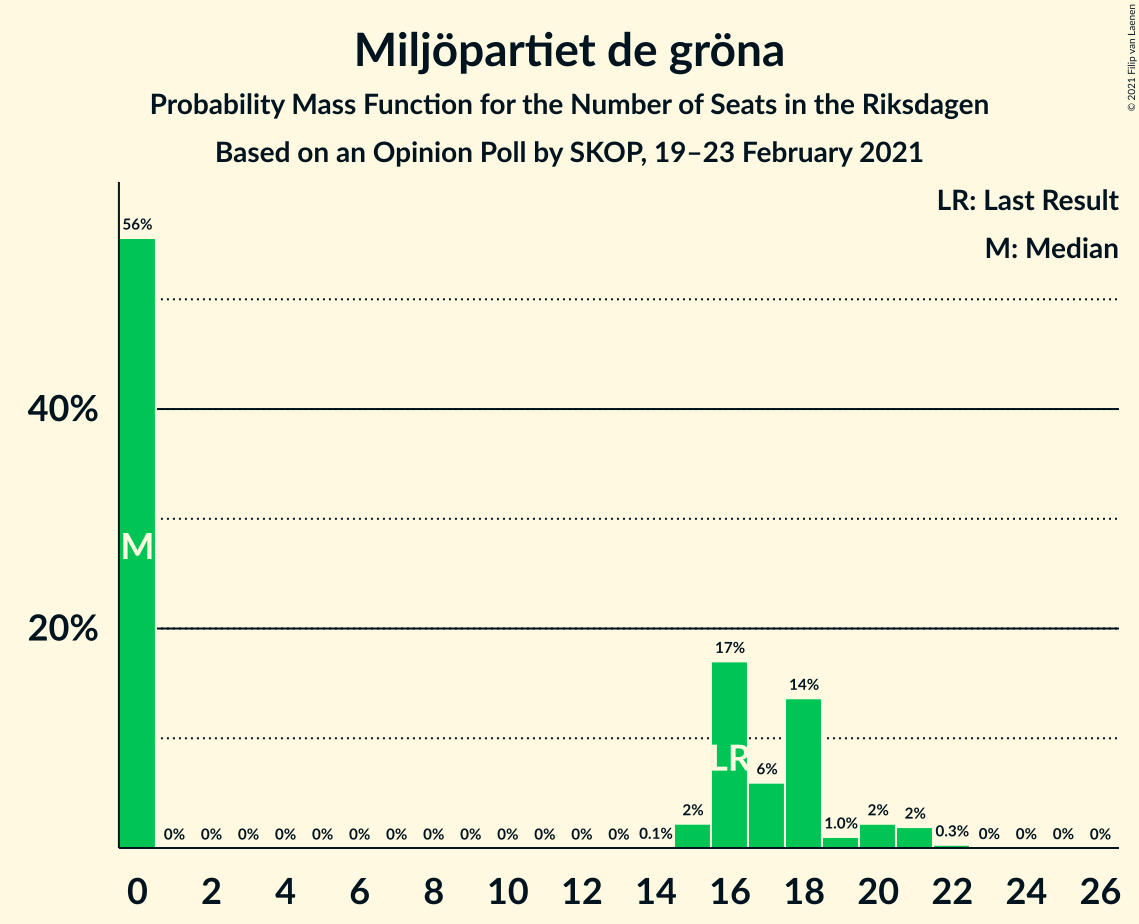 Miljöpartiet de gröna
Probability Mass Function for the Number of Seats in the Riksdagen
Based on an Opinion Poll by SKOP, 19–23 February 2021
© 2021 Filip van Laenen
LR: Last Result
M: Median
56%
40%
M
20%
17%
14%
LR
6%
0% 0% 0% 0% 0% 0% 0% 0% 0% 0% 0% 0% 0% 0.1% 2% 1.0% 2% 2% 0.3% 0% 0% 0% 0%
0 2 4 6 8 10 12 14 16 18 20 22 24 26